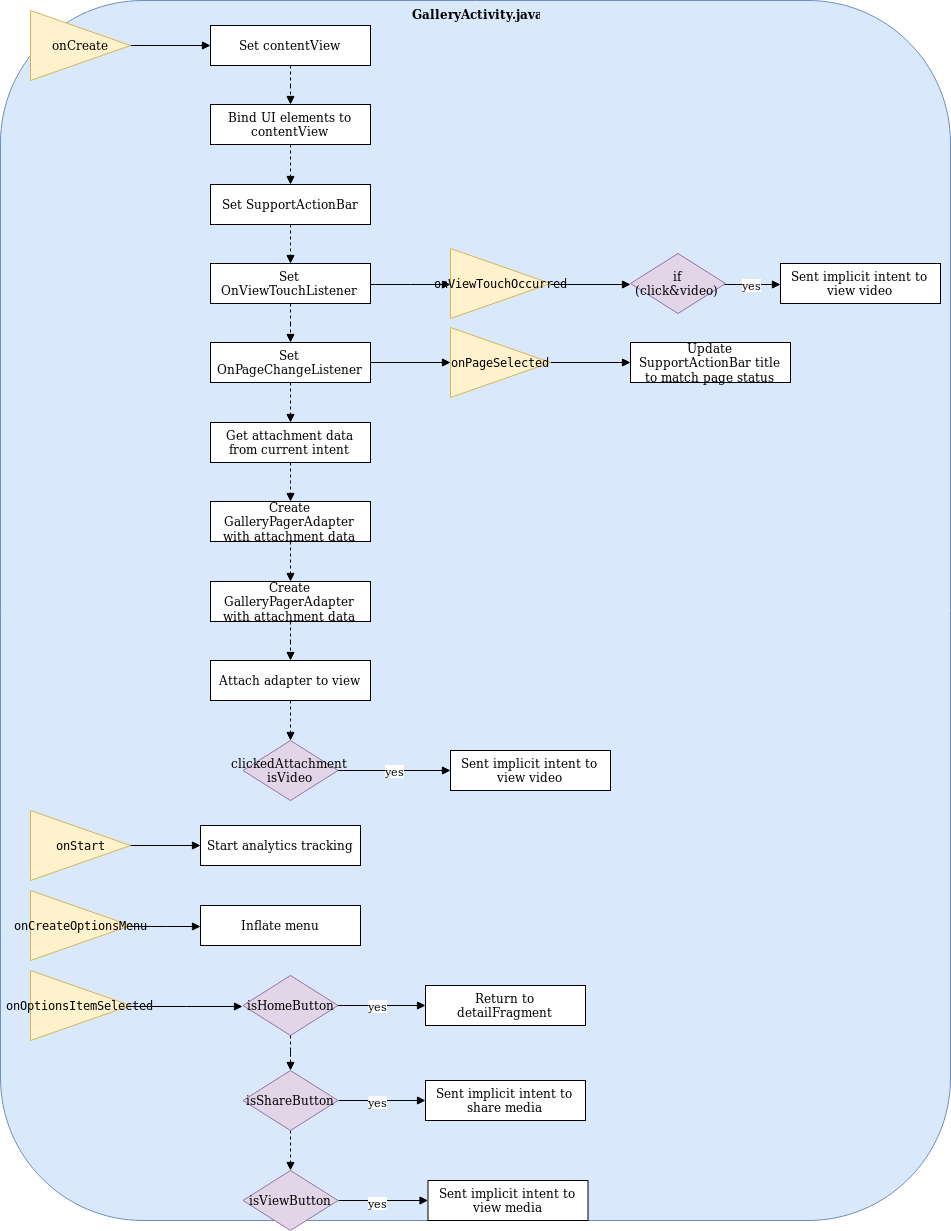 GalleryActivity.java
onCreate
Set contentView
Bind UI elements to
contentView
Set SupportActionBar
Set
OnViewTouchListener
onViewTouchOccurred
if
(click&video)
yes
Sent implicit intent to
view video
Set
OnPageChangeListener
onPageSelected
Update
SupportActionBar title
to match page status
Get attachment data
from current intent
Create
GalleryPagerAdapter
with attachment data
Create
GalleryPagerAdapter
with attachment data
Attach adapter to view
clickedAttachment
isVideo
yes
Sent implicit intent to
view video
onStart
Start analytics tracking
onCreateOptionsMenu
Inflate menu
onOptionsItemSelected
isHomeButton
yes
Return to
detailFragment
isShareButton
yes
Sent implicit intent to
share media
isViewButton
yes
Sent implicit intent to
view media